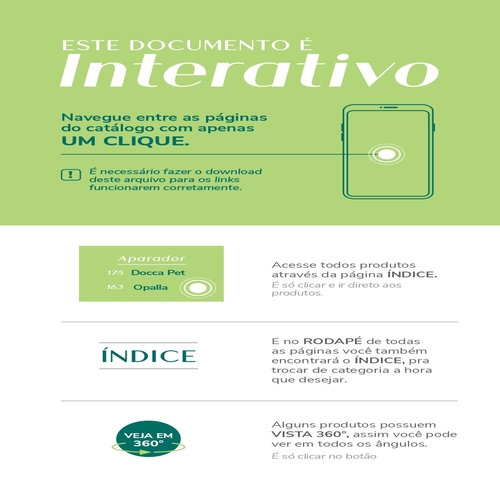 ESTE DOCUMENTO É
Interativo
Navegue entre as páginas
do catálogo com apenas
UM CLIQUE.
! É necessário fazer o download
deste arquivo para os links
funcionarem corretamente.
Aparador
175 Docca Pet
163 Opalla
Acesse todos produtos
através da página ÍNDICE.
É só clicar e ir direto aos
produtos.
ÍNDICE
E no RODAPÉ de todas
as páginas você também
encontrará o ÍNDICE, pra
trocar de categoria a hora
que desejar.
VEJA EM
360°
Alguns produtos possuem
VISTA 360°, assim você pode
ver em todos os ângulos.
É só clicar no botão